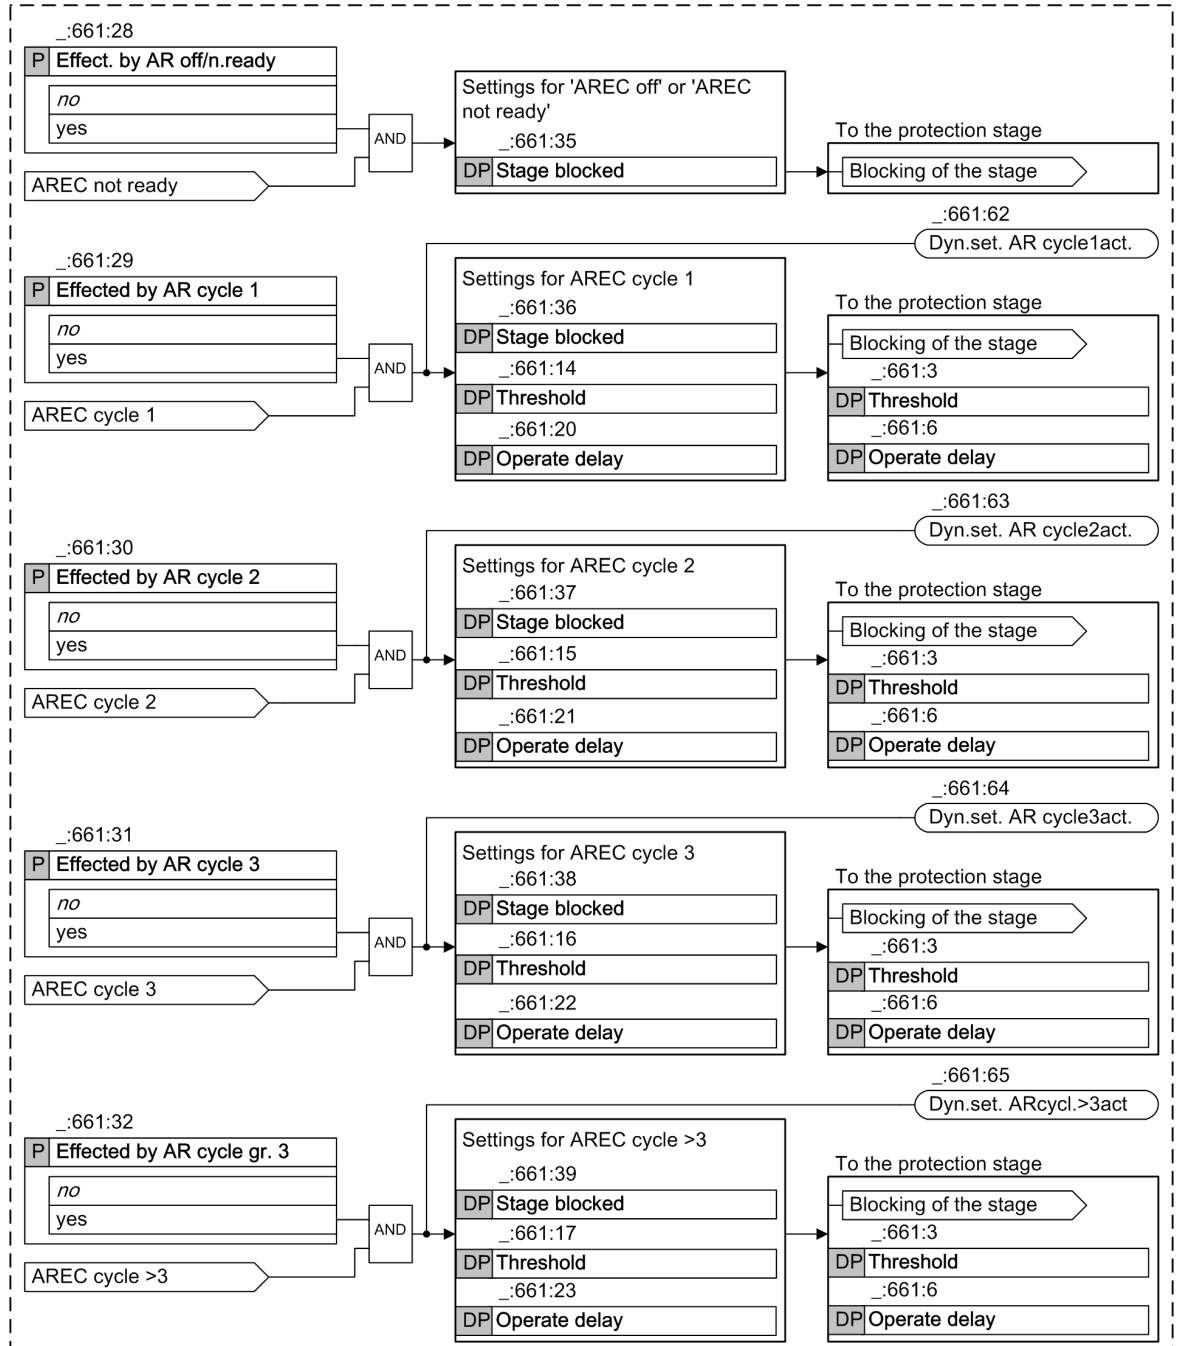 _:661:28
P Effect. by AR off/n.ready
no
yes
AREC not ready
AND
Settings for 'AREC off' or 'AREC
not ready'
_:661:35
DP Stage blocked
To the protection stage
Blocking of the stage
_:661:62
Dyn.set. AR cycle1act.
_:661:29
P Effected by AR cycle 1
no
yes
AREC cycle 1
AND
Settings for AREC cycle 1
_:661:36
DP Stage blocked
_:661:14
DP Threshold
_:661:20
DP Operate delay
To the protection stage
Blocking of the stage
_:661:3
DP Threshold
_:661:6
DP Operate delay
_:661:63
Dyn.set. AR cycle2act.
_:661:30
P Effected by AR cycle 2
no
yes
AREC cycle 2
AND
Settings for AREC cycle 2
_:661:37
DP Stage blocked
_:661:15
DP Threshold
_:661:21
DP Operate delay
To the protection stage
Blocking of the stage
_:661:3
DP Threshold
_:661:6
DP Operate delay
_:661:64
Dyn.set. AR cycle3act.
_:661:31
P Effected by AR cycle 3
no
yes
AREC cycle 3
AND
Settings for AREC cycle 3
_:661:38
DP Stage blocked
_:661:16
DP Threshold
_:661:22
DP Operate delay
To the protection stage
Blocking of the stage
_:661:3
DP Threshold
_:661:6
DP Operate delay
_:661:65
Dyn.set. ARcycl.>3act
_:661:32
P Effected by AR cycle gr. 3
no
yes
AREC cycle >3
AND
Settings for AREC cycle >3
_:661:39
DP Stage blocked
_:661:17
DP Threshold
_:661:23
DP Operate delay
To the protection stage
Blocking of the stage
_:661:3
DP Threshold
_:661:6
DP Operate delay